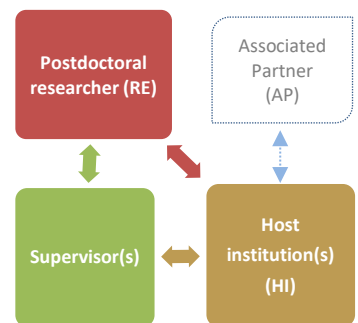 Postdoctoral
researcher (RE)
Associated
Partner
(AP)
Supervisor(s)
Host
institution(s)
(HI)